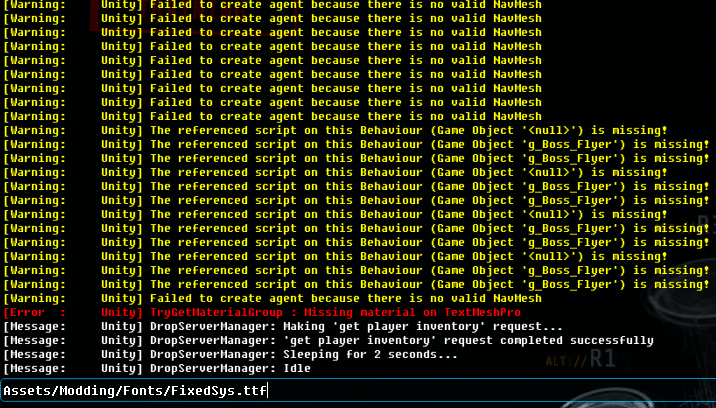 [Warning:     Unity] Failed to create agent because there is no valid NavMesh
[Warning:     Unity] Failed to create agent because there is no valid NavMesh
[Warning:     Unity] Failed to create agent because there is no valid NavMesh
[Warning:     Unity] Failed to create agent because there is no valid NavMesh
[Warning:     Unity] Failed to create agent because there is no valid NavMesh
[Warning:     Unity] Failed to create agent because there is no valid NavMesh
[Warning:     Unity] Failed to create agent because there is no valid NavMesh
[Warning:     Unity] Failed to create agent because there is no valid NavMesh
[Warning:     Unity] Failed to create agent because there is no valid NavMesh
[Warning:     Unity] The referenced script on this Behaviour (Game Object '<null>') is missing!
[Warning:     Unity] The referenced script on this Behaviour (Game Object 'g_Boss_Flyer') is missing!
[Warning:     Unity] The referenced script on this Behaviour (Game Object 'g_Boss_Flyer') is missing!
[Warning:     Unity] The referenced script on this Behaviour (Game Object '<null>') is missing!
[Warning:     Unity] The referenced script on this Behaviour (Game Object 'g_Boss_Flyer') is missing!
[Warning:     Unity] The referenced script on this Behaviour (Game Object 'g_Boss_Flyer') is missing!
[Warning:     Unity] The referenced script on this Behaviour (Game Object '<null>') is missing!
[Warning:     Unity] The referenced script on this Behaviour (Game Object 'g_Boss_Flyer') is missing!
[Warning:     Unity] The referenced script on this Behaviour (Game Object 'g_Boss_Flyer') is missing!
[Warning:     Unity] The referenced script on this Behaviour (Game Object '<null>') is missing!
[Warning:     Unity] The referenced script on this Behaviour (Game Object 'g_Boss_Flyer') is missing!
[Warning:     Unity] The referenced script on this Behaviour (Game Object 'g_Boss_Flyer') is missing!
[Warning:     Unity] Failed to create agent because there is no valid NavMesh
[Error  :     Unity] TryGetMaterialGroup : Missing material on TextMeshPro
[Message:     Unity] DropServerManager: Making 'get player inventory' request...
[Message:     Unity] DropServerManager: 'get player inventory' request completed successfully
[Message:     Unity] DropServerManager: Sleeping for 2 seconds...
ALT:// R1
[Message:     Unity] DropServerManager: Idle
Assets/Modding/Fonts/FixedSys.ttf